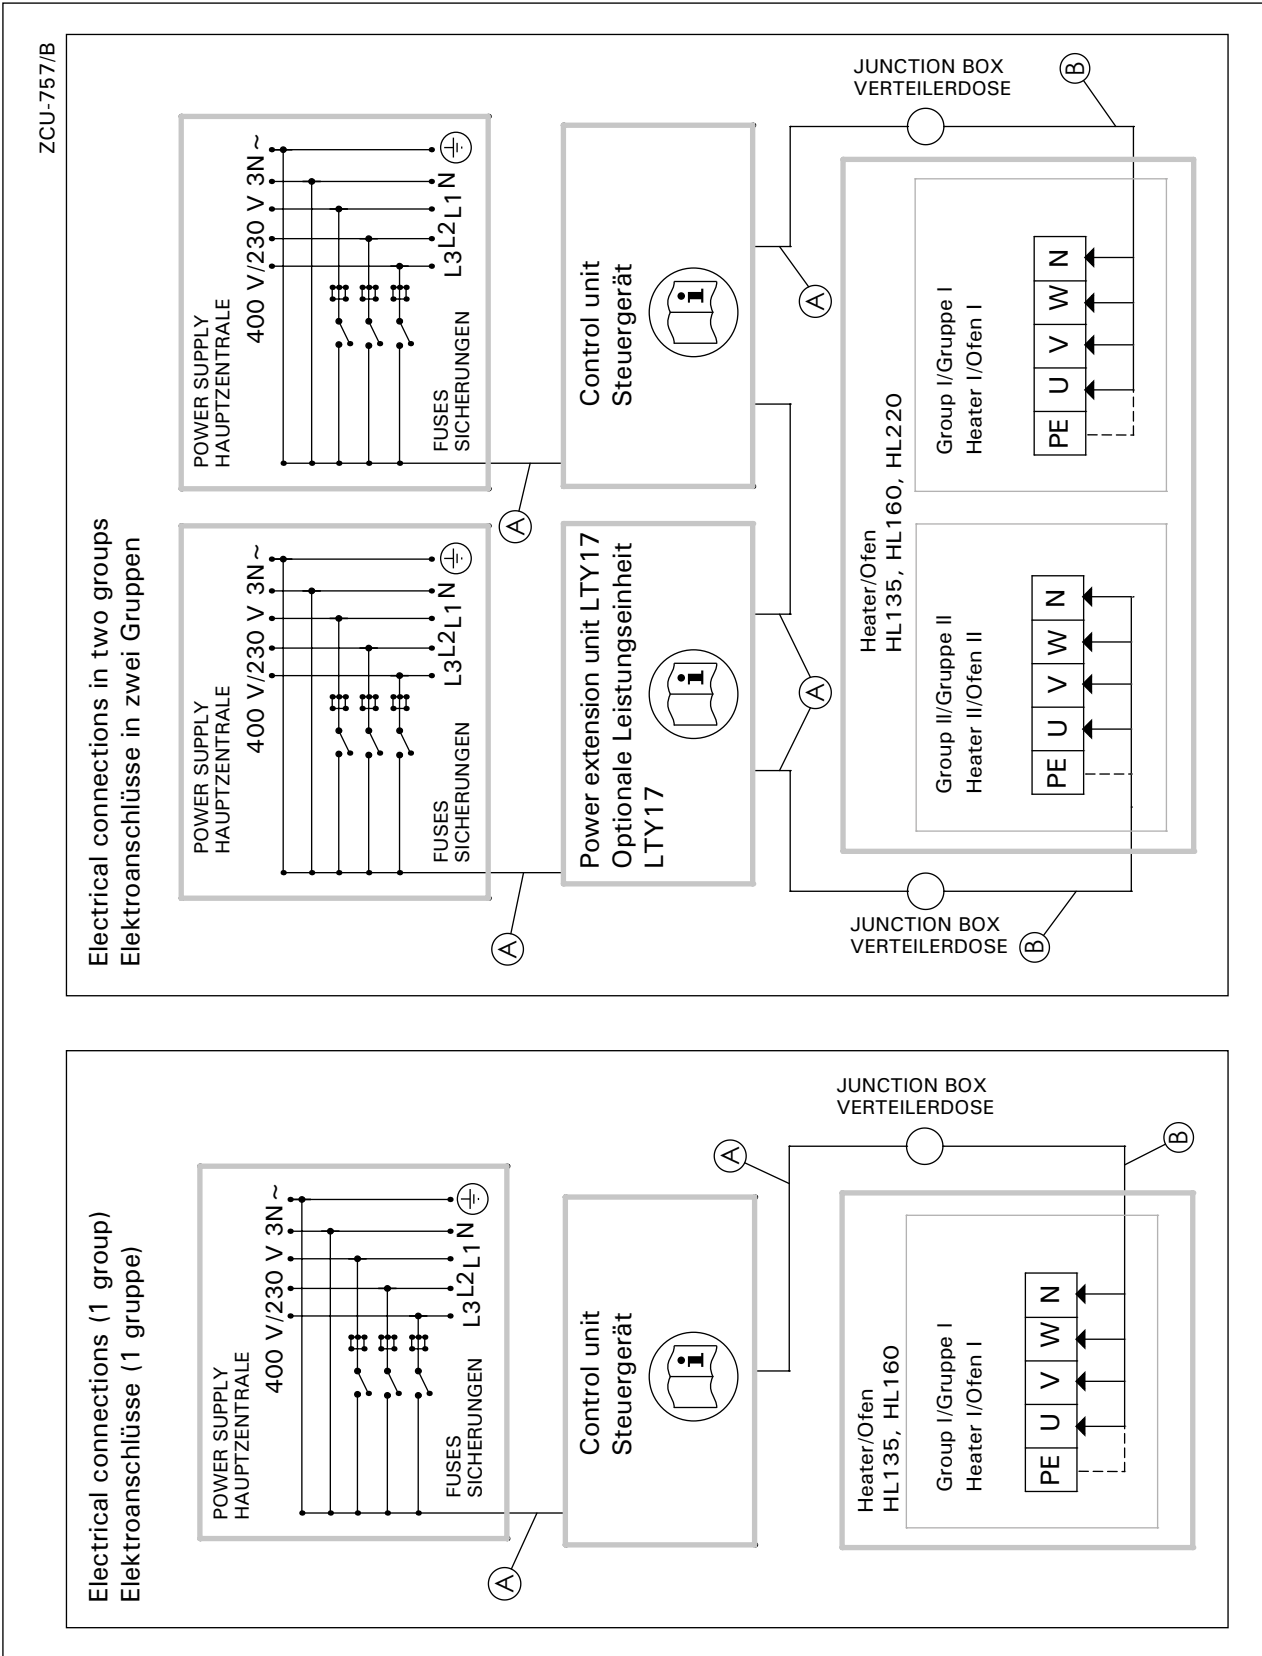 ZCU-757/B
Electrical connections (1 group)
Elektroanschlüsse (1 gruppe)
POWER SUPPLY
HAUPTZENTRALE
400 V/230 V 3N~
L3 L2 L1 N
FUSES
SICHERUNGEN
A
Control unit
Steuergerät
i
A
JUNCTION BOX
VERTEILERDOSE
B
Heater/Ofen
HL135, HL160
Group I/Gruppe I
Heater I/Ofen I
PE U V W N
Electrical connections in two groups
Elektroanschlüsse in zwei Gruppen
POWER SUPPLY
HAUPTZENTRALE
400 V/230 V 3N~
L3 L2 L1 N
FUSES
SICHERUNGEN
A
POWER SUPPLY
HAUPTZENTRALE
400 V/230 V 3N~
L3 L2 L1 N
FUSES
SICHERUNGEN
A
Power extension unit LTY17
Optionale Leistungseinheit
LTY17
i
Control unit
Steuergerät
i
A
A
JUNCTION BOX
VERTEILERDOSE
B
JUNCTION BOX
VERTEILERDOSE
B
Heater/Ofen
HL135, HL160, HL220
Group II/Gruppe II
Heater II/Ofen II
PE U V W N
Group I/Gruppe I
Heater I/Ofen I
PE U V W N